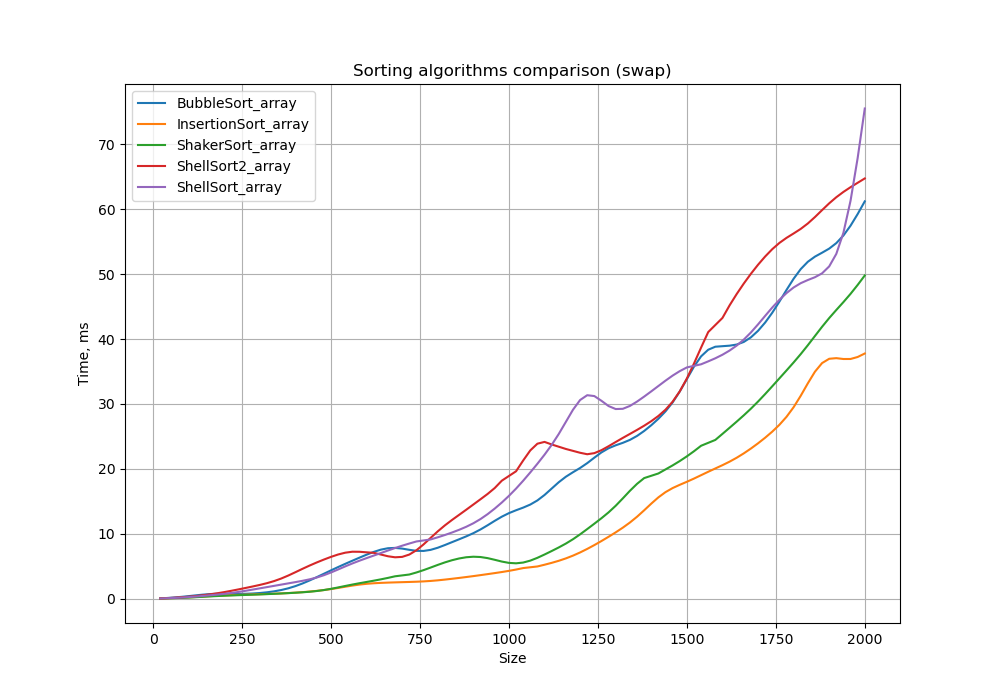 Sorting algorithms comparison (swap)
BubbleSort_array
InsertionSort_array
ShakerSort_array
ShellSort2_array
ShellSort_array
Time, ms
70
60
50
40
30
20
10
0
0 250 500 750 1000 1250 1500 1750 2000
Size